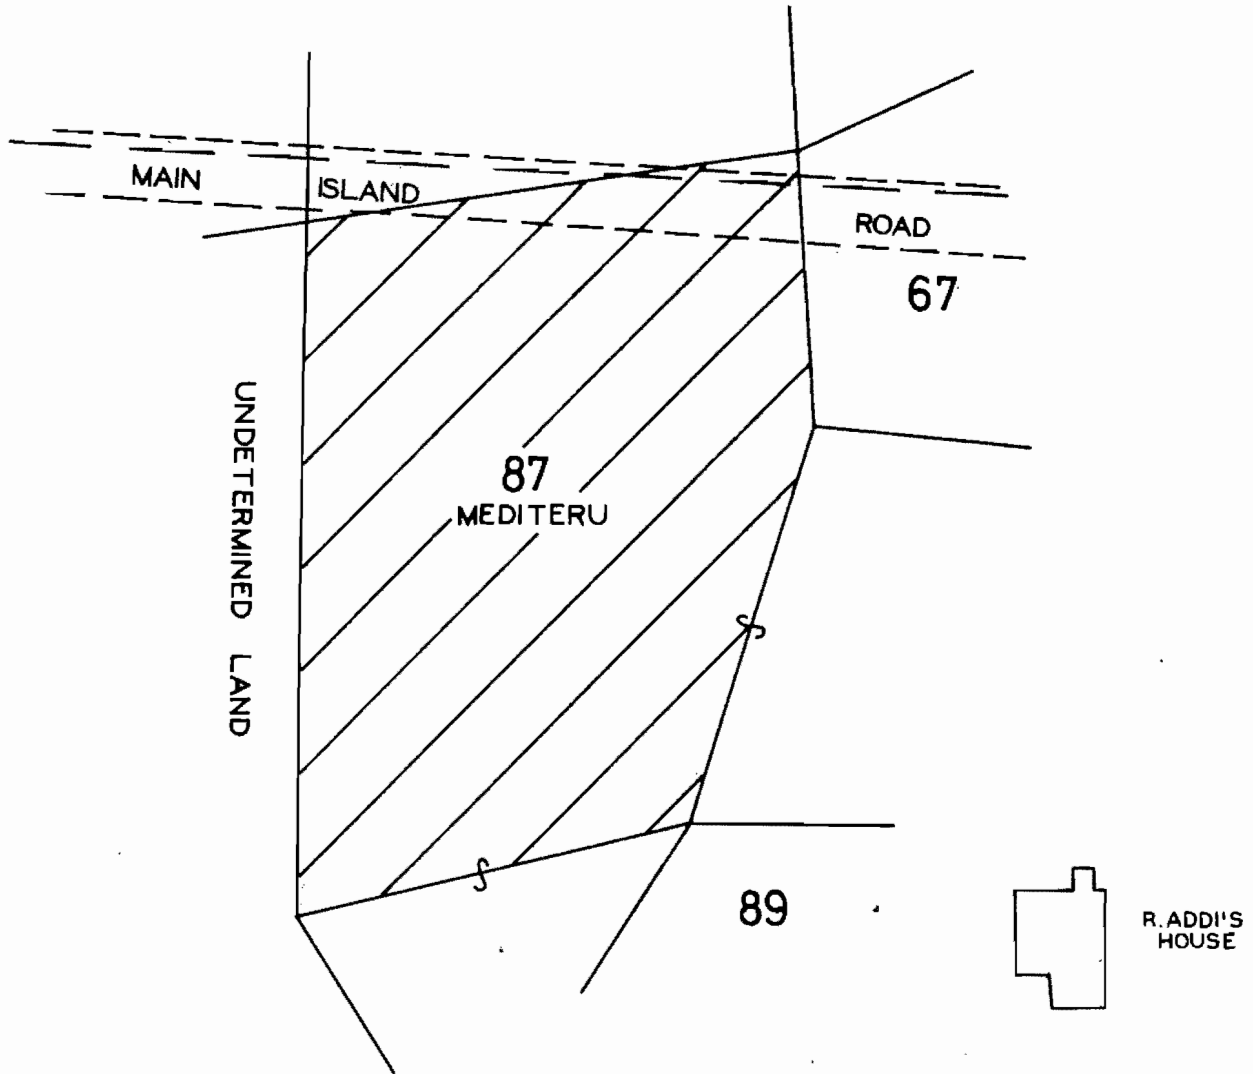 MAIN ISLAND ROAD
67
UNDETERMINED LAND
87
MEDITERU
89
R.ADDI'S
HOUSE